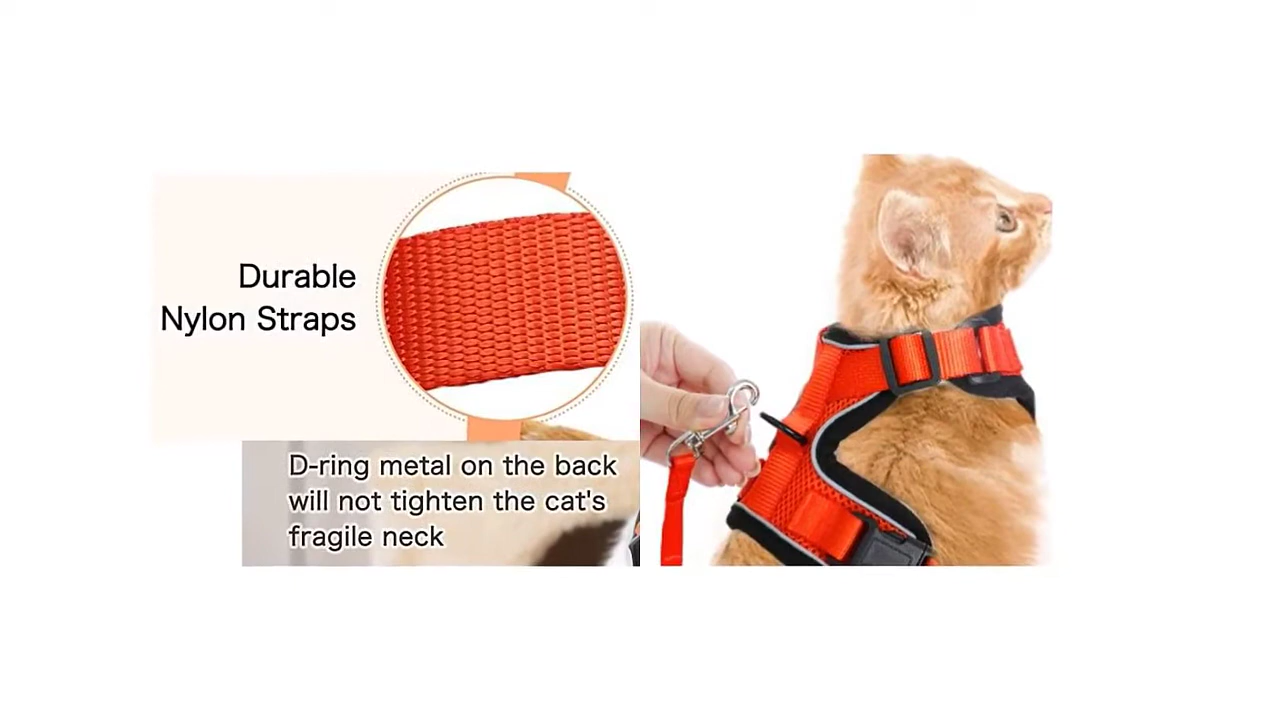 Durable
Nylon Straps
D-ring metal on the back
will not tighten the cat's
fragile neck